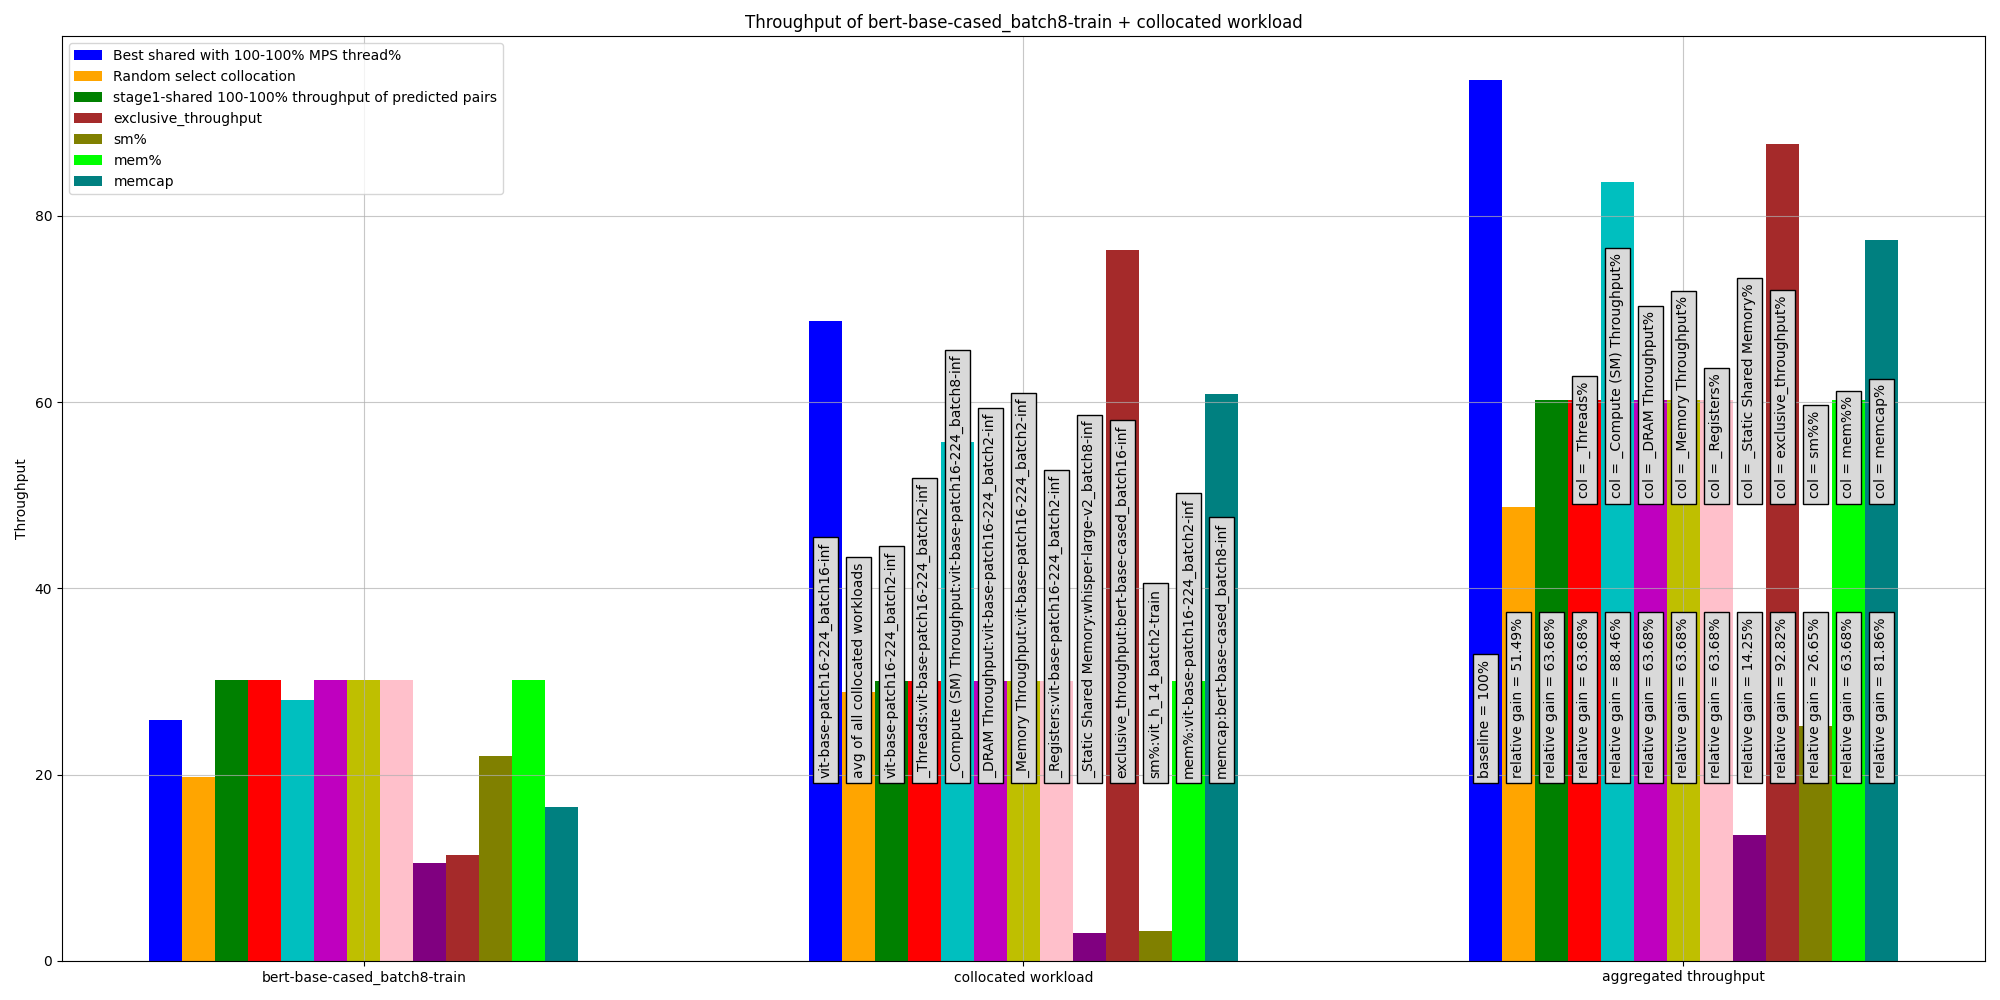 Throughput of bert-base-cased_batch8-train + collocated workload
Best shared with 100-100% MPS thread%
Random select collocation
stage1-shared 100-100% throughput of predicted pairs
exclusive_throughput
sm%
mem%
memcap
Throughput
80
60
40
20
0
vit-base-patch16-224_batch16-inf
avg of all collocated workloads
vit-base-patch16-224_batch2-inf
_Threads:vit-base-patch16-224_batch2-inf
_Compute (SM) Throughput:vit-base-patch16-224_batch8-inf
_DRAM Throughput:vit-base-patch16-224_batch2-inf
_Memory Throughput:vit-base-patch16-224_batch2-inf
_Registers:vit-base-patch16-224_batch2-inf
_Static Shared Memory:whisper-large-v2_batch8-inf
exclusive_throughput:bert-base-cased_batch16-inf
sm%:vit_h_14_batch2-train
mem%:vit-base-patch16-224_batch2-inf
memcap:bert-base-cased_batch8-inf
col = _Threads%
col = _Compute (SM) Throughput%
col = _DRAM Throughput%
col = _Memory Throughput%
col = _Registers%
col = _Static Shared Memory%
col = exclusive_throughput%
col = sm%%
col = mem%%
col = memcap%
baseline = 100%
relative gain = 51.49%
relative gain = 63.68%
relative gain = 63.68%
relative gain = 88.46%
relative gain = 63.68%
relative gain = 63.68%
relative gain = 63.68%
relative gain = 14.25%
relative gain = 92.82%
relative gain = 26.65%
relative gain = 63.68%
relative gain = 81.86%
bert-base-cased_batch8-train
collocated workload
aggregated throughput